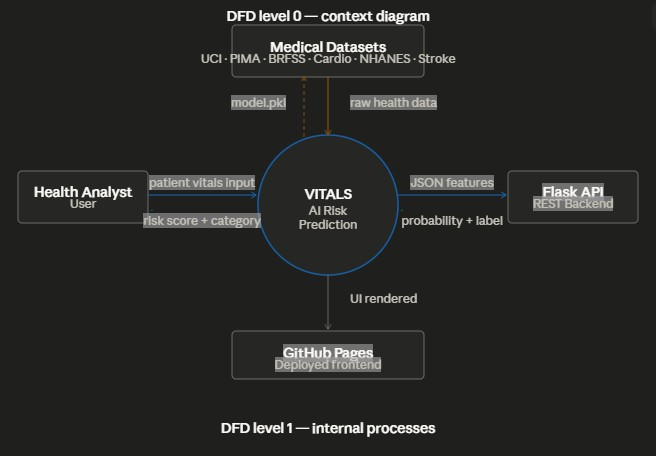 DFD level 0 — context diagram
Medical Datasets
UCI · PIMA · BRFSS · Cardio · NHANES · Stroke
model.pkl
raw health data
Health Analyst
User
patient vitals input
risk score + category
VITALS
AI Risk
Prediction
JSON features
probability + label
Flask API
REST Backend
UI rendered
GitHub Pages
Deployed frontend
DFD level 1 — internal processes